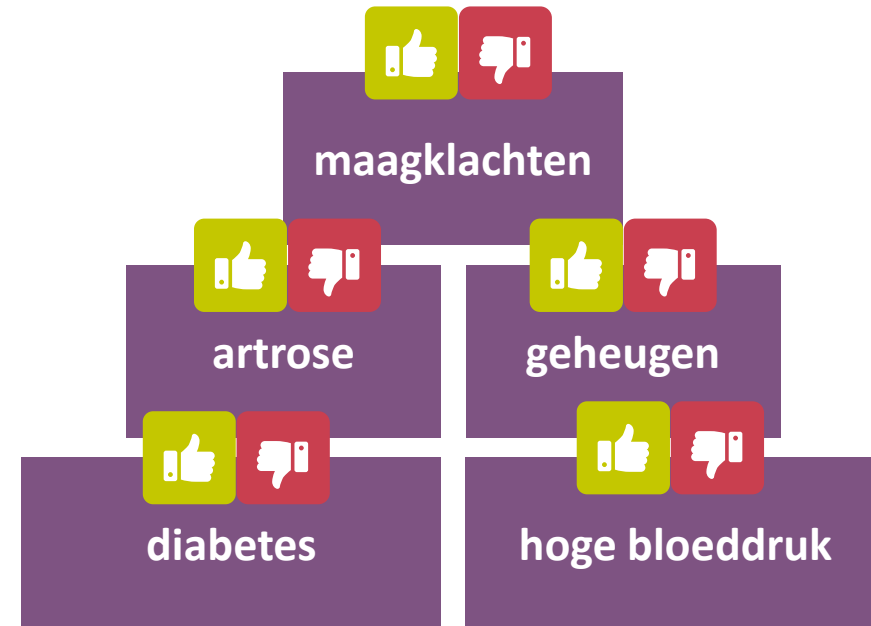 maagklachten
artrose
geheugen
diabetes
hoge bloeddruk